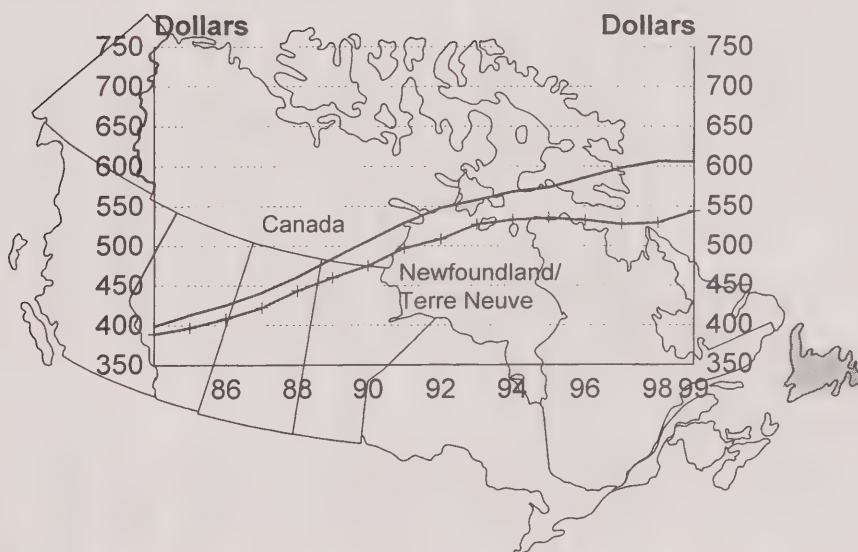 Dollars Dollars
750 750
700 700
650 650
600 600
550 550
500 500
450 450
400 400
350 350
Canada
Newfoundland/
Terre Neuve
86 88 90 92 94 96 98 99